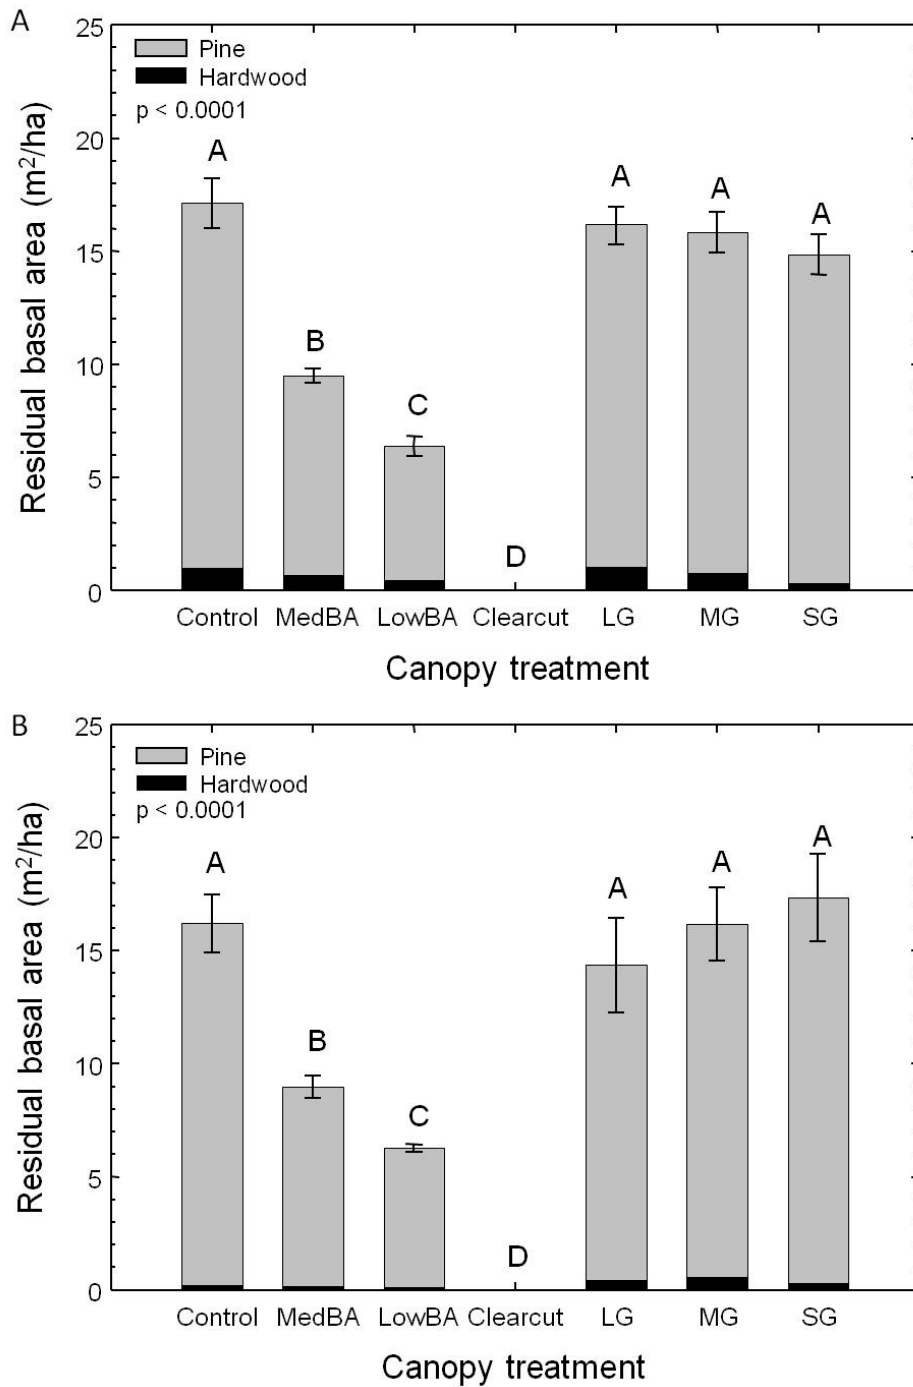 A
25
20
15
10
5
0
Residual basal area (m²/ha)
Pine
Hardwood
p < 0.0001
A
B
C
D
A
A
A
Control MedBA LowBA Clearcut LG MG SG
Canopy treatment
B
25
20
15
10
5
0
Residual basal area (m²/ha)
Pine
Hardwood
p < 0.0001
A
B
C
D
A
A
A
Control MedBA LowBA Clearcut LG MG SG
Canopy treatment